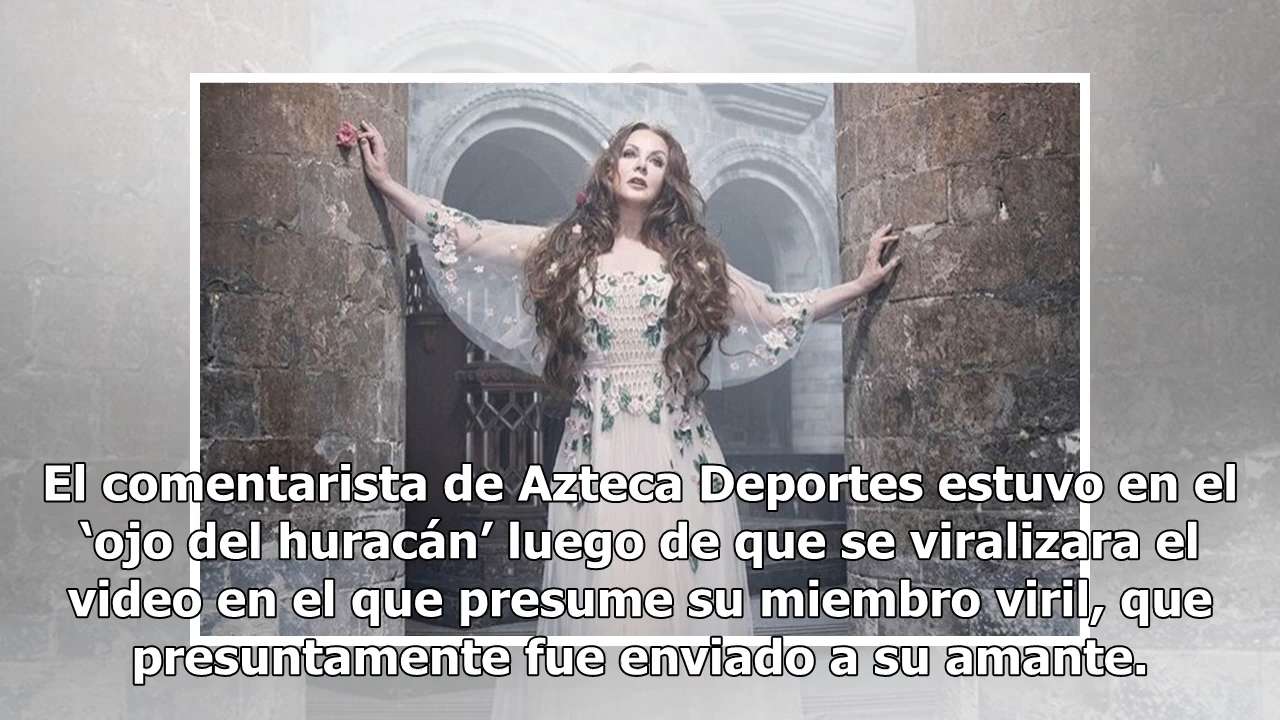 El comentarista de Azteca Deportes estuvo en el
‘ojo del huracán’ luego de que se viralizara el
video en el que presume su miembro viril, que
presuntamente fue enviado a su amante.